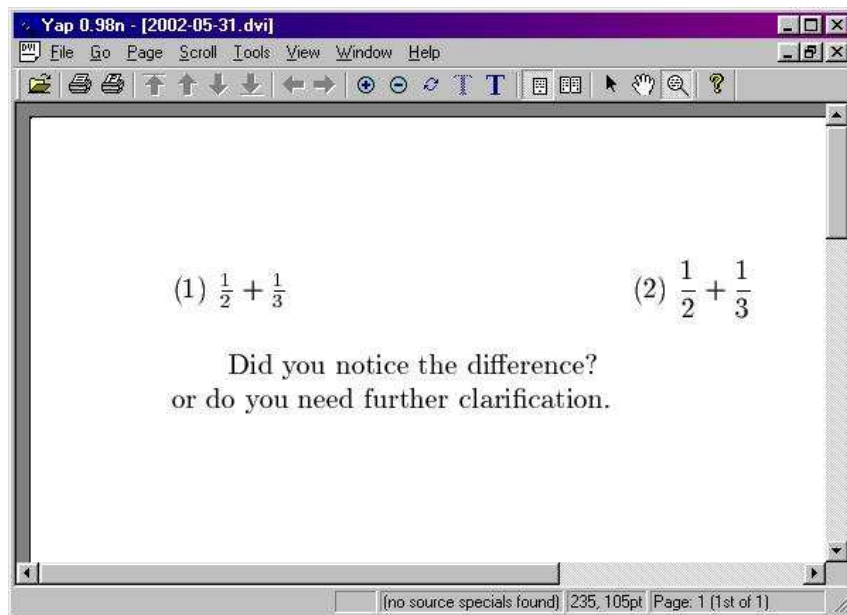 Yap 0.98n - [2002-05-31.dvi]
File Go Page Scroll Tools View Window Help
(1) 1/2 + 1/3 (2) 1/2 + 1/3
Did you notice the difference?
or do you need further clarification.
(no source specials found) 235, 105pt Page: 1 (1st of 1)